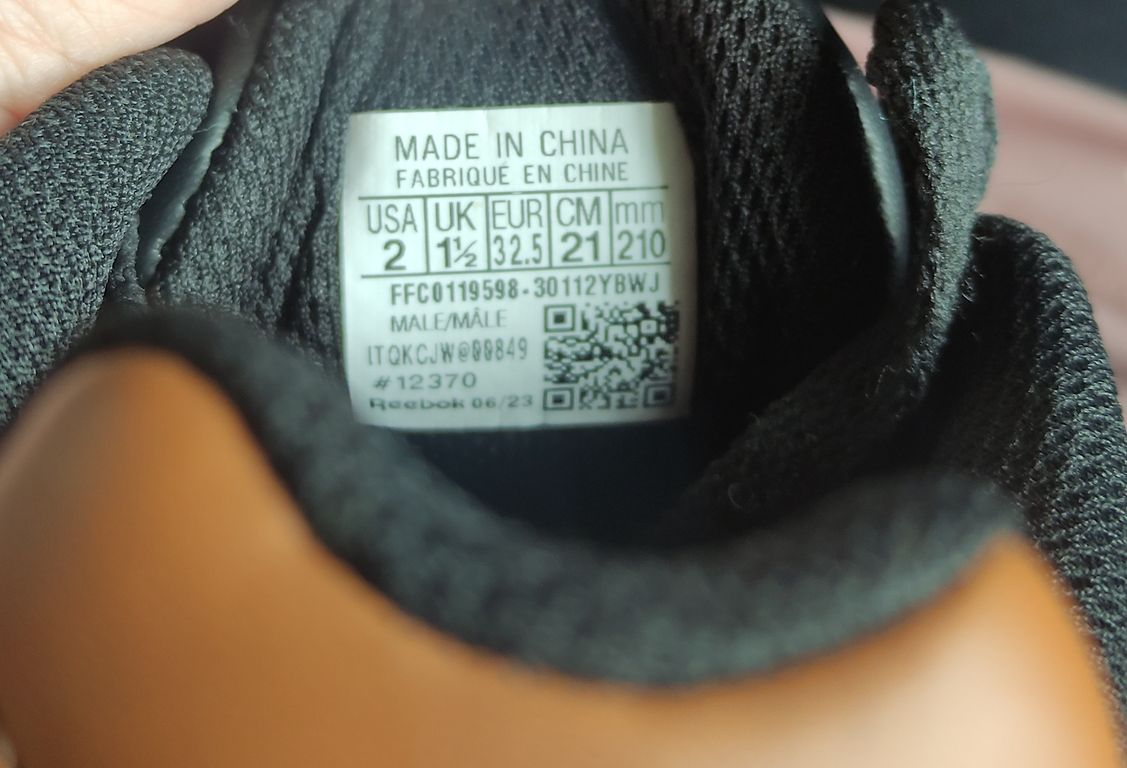 MADE IN CHINA
FABRIQUÉ EN CHINE
USA UK EUR CM mm
2 1½ 32.5 21 210
FFC0119598-30112YBWJ
MALE/MÂLE
ITQKCJW@00849
#12370
Reebok 06/23